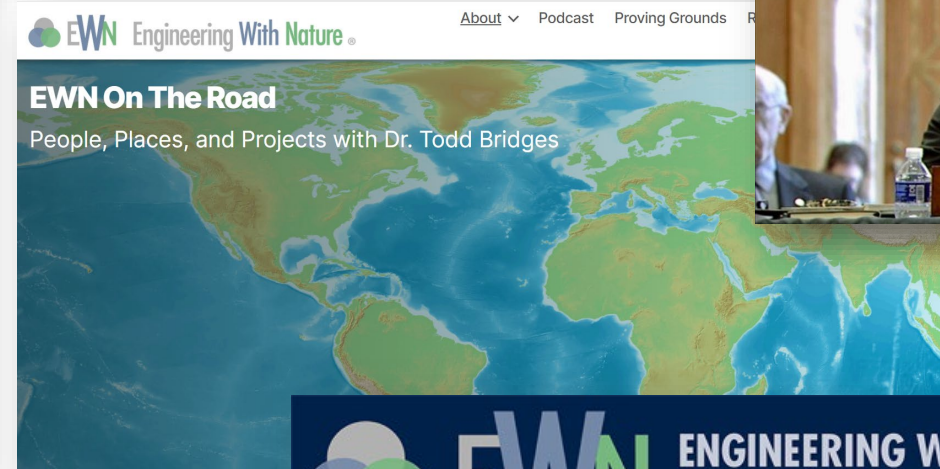 EWN Engineering With Nature ®
About Podcast Proving Grounds
EWN On The Road
People, Places, and Projects with Dr. Todd Bridges
EWN ENGINEERING